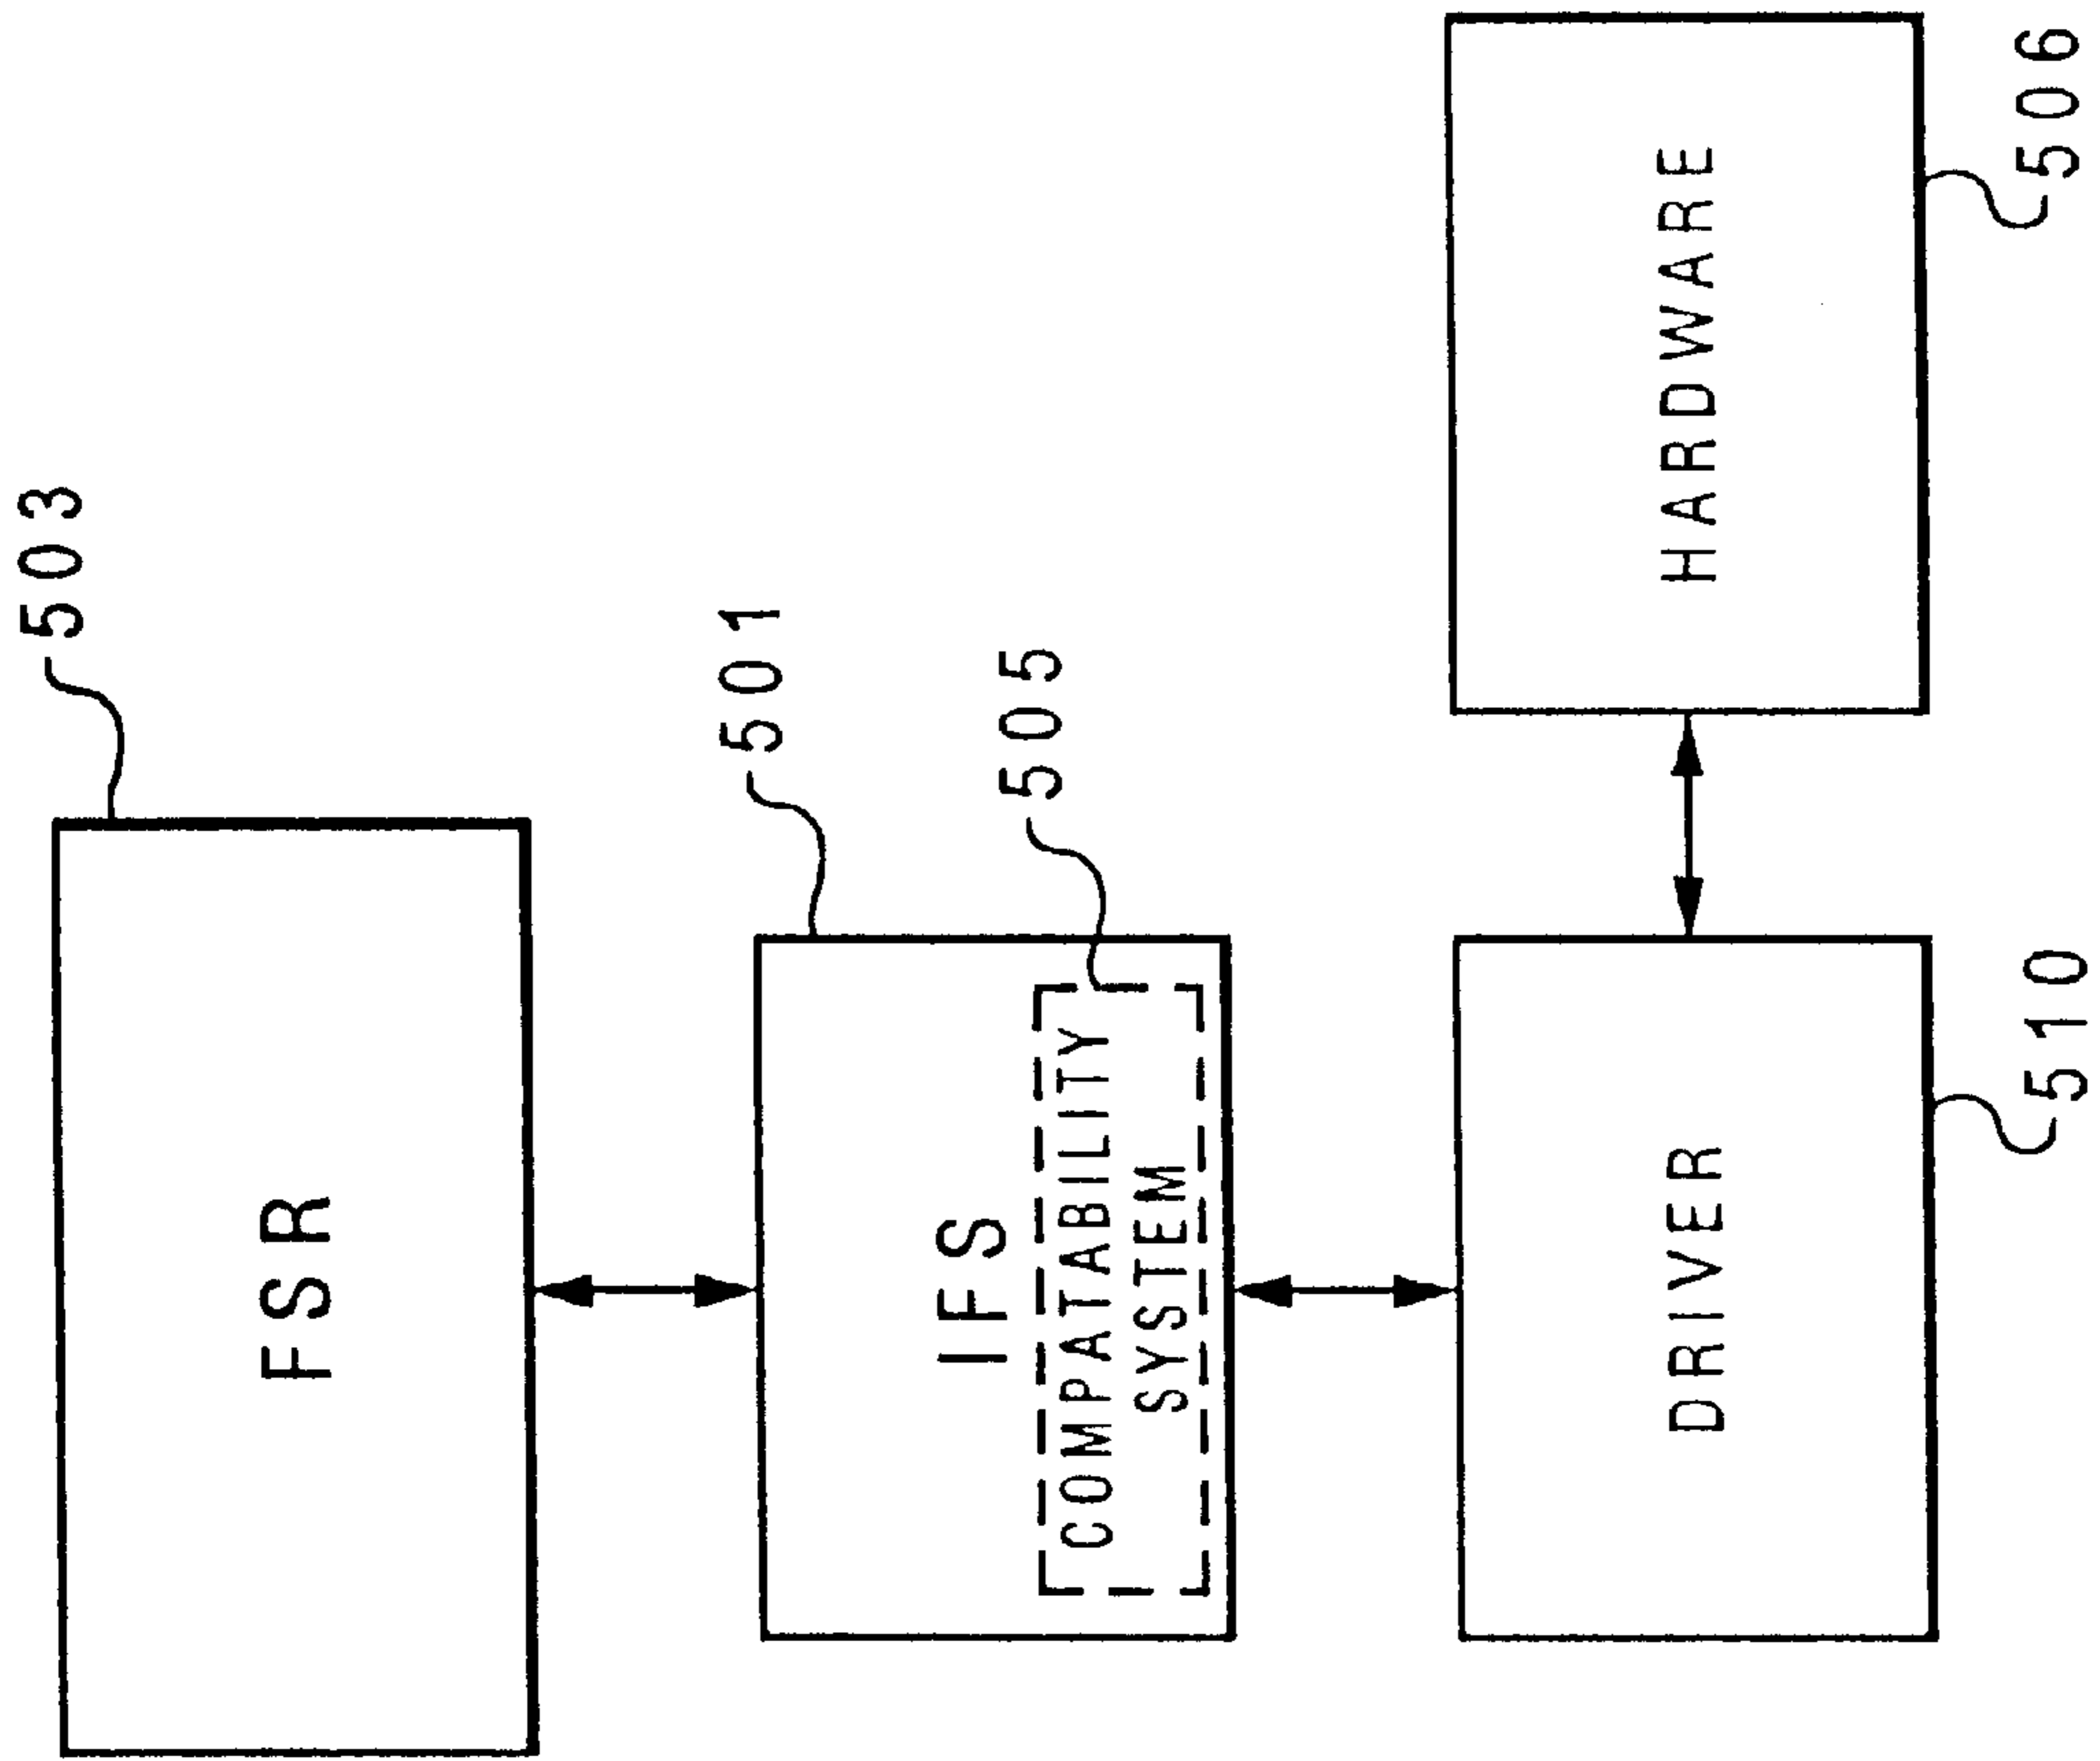 503
FSR
501
IFS
505
COMPATABILITY
SYSTEM
DRIVER
510
HARDWARE
506